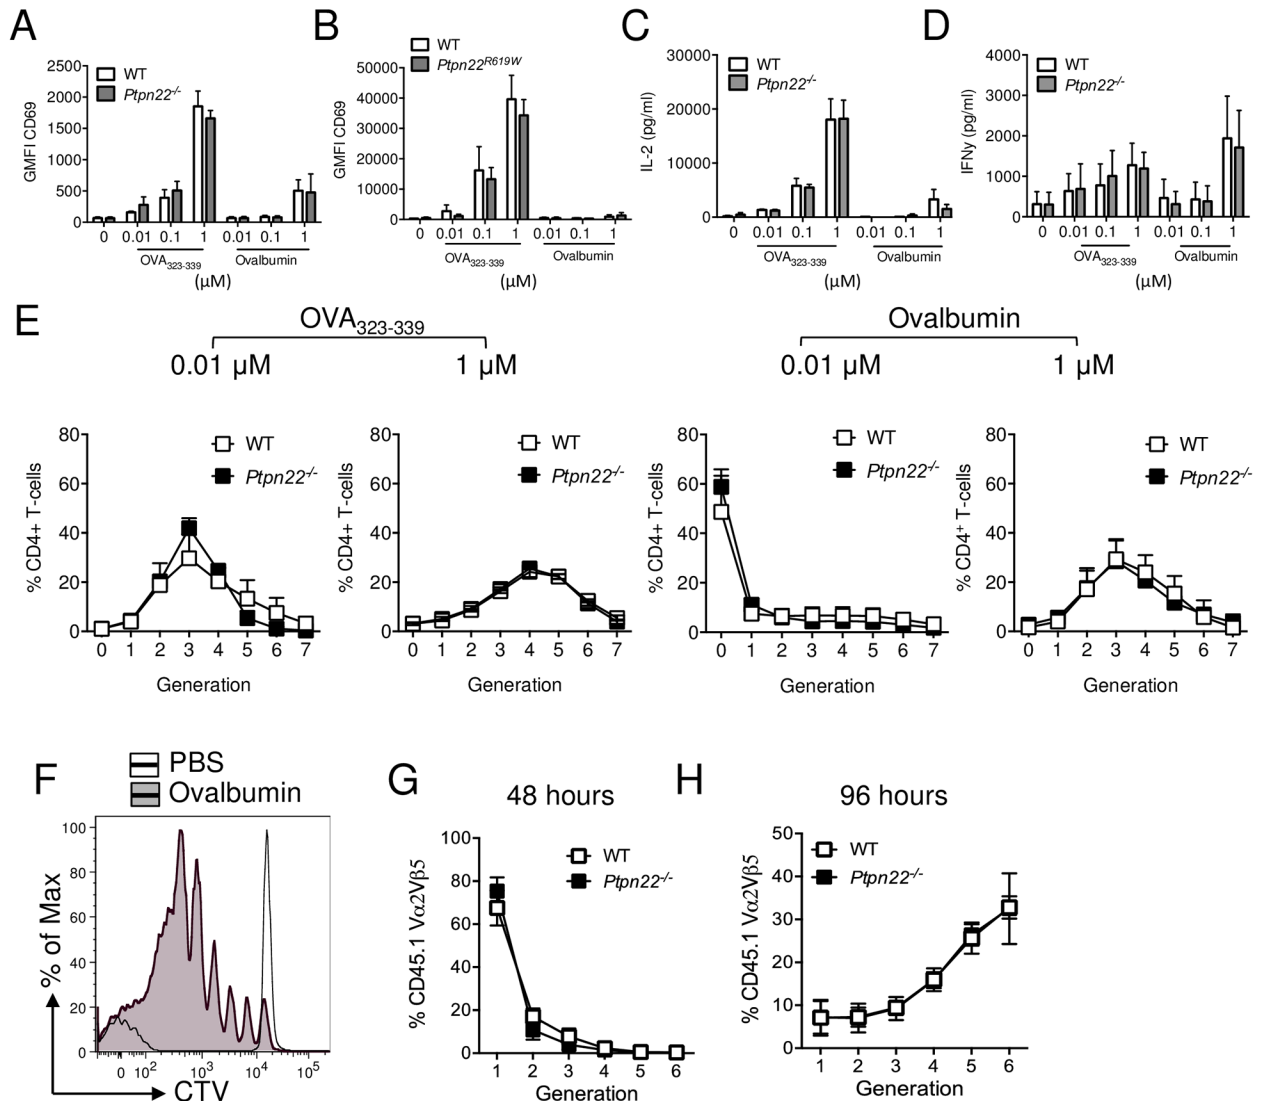 A
GMFI CD69
2500
2000
1500
1000
500
0
WT
Ptpn22-/-
0 0.01 0.1 1 0.01 0.1 1
OVA323-339 Ovalbumin
(µM)
B
GMFI CD69
50000
40000
30000
20000
10000
0
WT
Ptpn22R619W
0 0.01 0.1 1 0.01 0.1 1
OVA323-339 Ovalbumin
(µM)
C
IL-2 (pg/ml)
30000
20000
10000
0
WT
Ptpn22-/-
0 0.01 0.1 1 0.01 0.1 1
OVA323-339 Ovalbumin
(µM)
D
IFNy (pg/ml)
4000
3000
2000
1000
0
WT
Ptpn22-/-
0 0.01 0.1 1 0.01 0.1 1
OVA323-339 Ovalbumin
(µM)
E
OVA323-339
0.01 µM 1 µM
Ovalbumin
0.01 µM 1 µM
% CD4+ T-cells
80
60
40
20
0
WT
Ptpn22-/-
0 1 2 3 4 5 6 7
Generation
% CD4+ T-cells
80
60
40
20
0
WT
Ptpn22-/-
0 1 2 3 4 5 6 7
Generation
% CD4+ T-cells
80
60
40
20
0
WT
Ptpn22-/-
0 1 2 3 4 5 6 7
Generation
% CD4+ T-cells
80
60
40
20
0
WT
Ptpn22-/-
0 1 2 3 4 5 6 7
Generation
F
PBS
Ovalbumin
% of Max
100
80
60
40
20
0
0 102 103 104 105
CTV
G
48 hours
% CD45.1 Vα2Vβ5
100
80
60
40
20
0
WT
Ptpn22-/-
1 2 3 4 5 6
Generation
H
96 hours
% CD45.1 Vα2Vβ5
50
40
30
20
10
0
WT
Ptpn22-/-
1 2 3 4 5 6
Generation